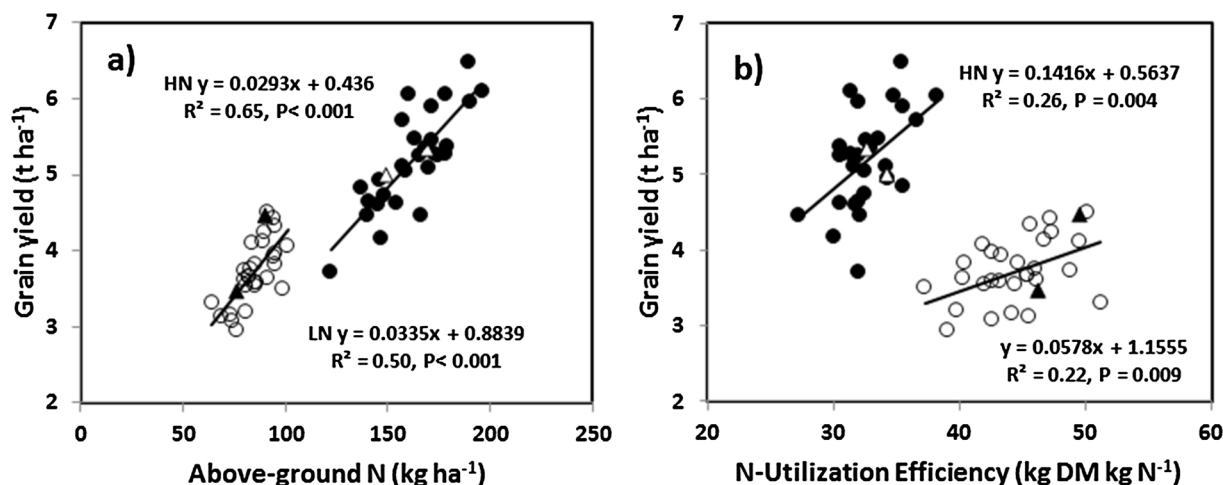 a)
HN y = 0.0293x + 0.436
R² = 0.65, P< 0.001
LN y = 0.0335x + 0.8839
R² = 0.50, P< 0.001
Grain yield (t ha⁻¹)
7
6
5
4
3
2
0 50 100 150 200 250
Above-ground N (kg ha⁻¹)
b)
HN y = 0.1416x + 0.5637
R² = 0.26, P = 0.004
y = 0.0578x + 1.1555
R² = 0.22, P = 0.009
Grain yield (t ha⁻¹)
7
6
5
4
3
2
20 30 40 50 60
N-Utilization Efficiency (kg DM kg N⁻¹)